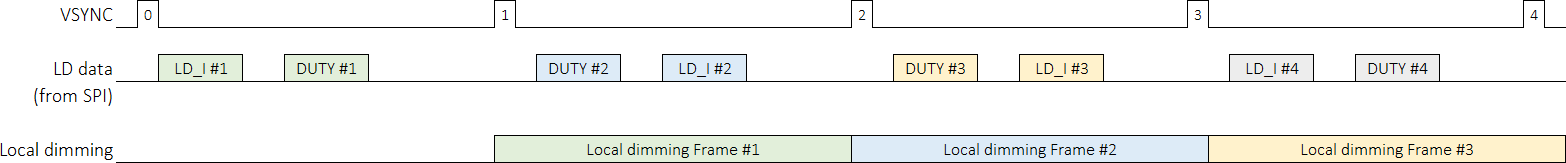 VSYNC 0 1 2 3 4
LD data LD_I #1 DUTY #1 DUTY #2 LD_I #2 DUTY #3 LD_I #3 LD_I #4 DUTY #4
(from SPI)
Local dimming Local dimming Frame #1 Local dimming Frame #2 Local dimming Frame #3